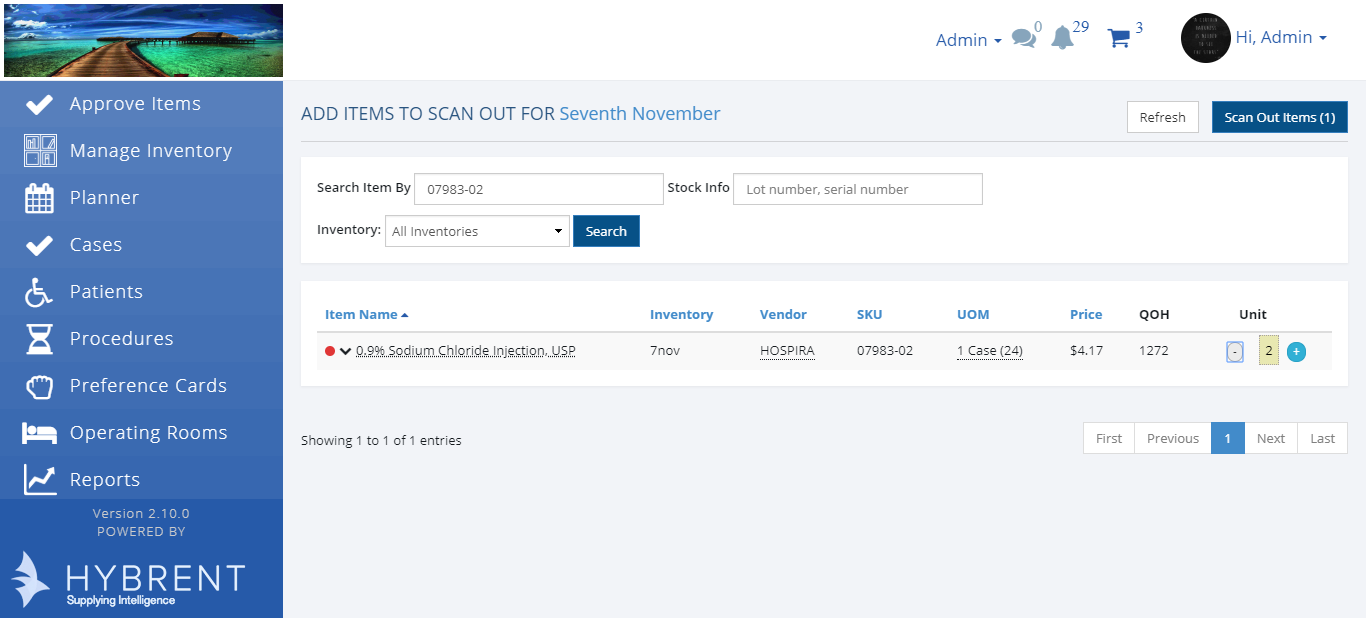 Admin 0 29 3 Hi, Admin
Approve Items
Manage Inventory
Planner
Cases
Patients
Procedures
Preference Cards
Operating Rooms
Reports
Version 2.10.0
POWERED BY
HYBRENT
Supplying Intelligence
ADD ITEMS TO SCAN OUT FOR Seventh November
Refresh
Scan Out Items (1)
Search Item By 07983-02 Stock Info Lot number, serial number
Inventory: All Inventories Search
Item Name Inventory Vendor SKU UOM Price QOH Unit
0.9% Sodium Chloride Injection, USP 7nov HOSPIRA 07983-02 1 Case (24) $4.17 1272 - 2 +
Showing 1 to 1 of 1 entries
First Previous 1 Next Last